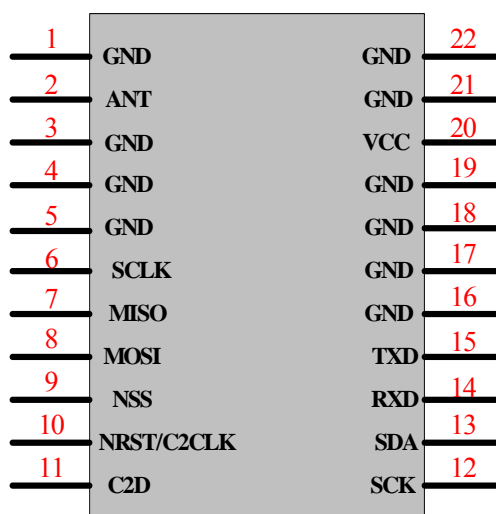 1 GND GND 22
2 ANT GND 21
3 GND VCC 20
4 GND GND 19
5 GND GND 18
6 SCLK GND 17
7 MISO GND 16
8 MOSI TXD 15
9 NSS RXD 14
10 NRST/C2CLK SDA 13
11 C2D SCK 12